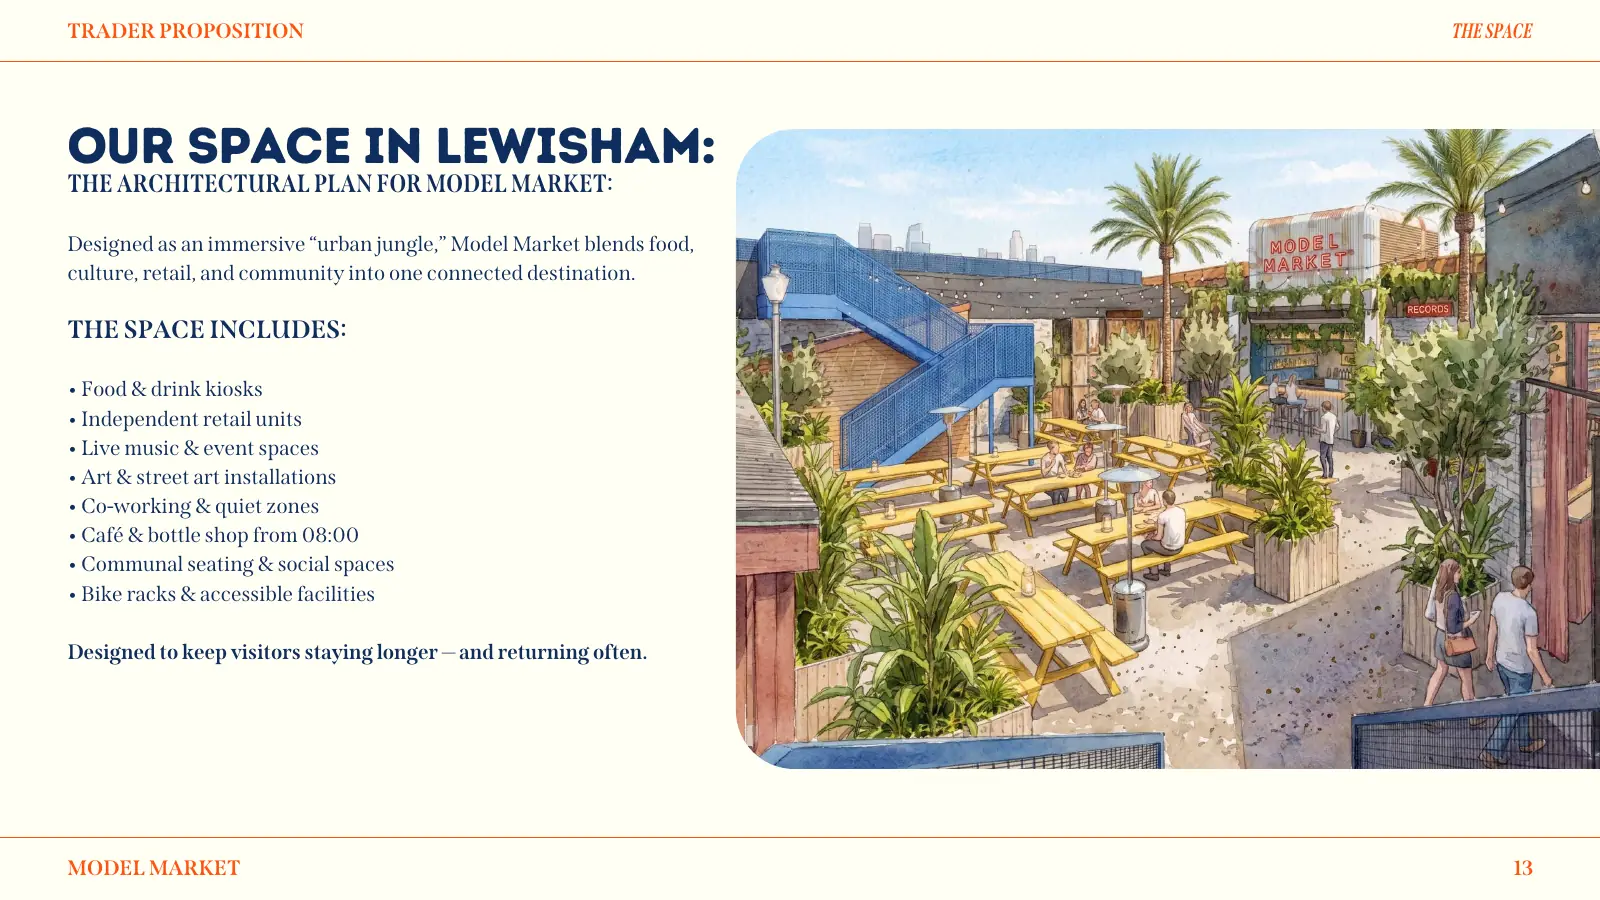 TRADER PROPOSITION
THE SPACE
OUR SPACE IN LEWISHAM:
THE ARCHITECTURAL PLAN FOR MODEL MARKET:
Designed as an immersive “urban jungle,” Model Market blends food,
culture, retail, and community into one connected destination.
THE SPACE INCLUDES:
• Food & drink kiosks
• Independent retail units
• Live music & event spaces
• Art & street art installations
• Co-working & quiet zones
• Café & bottle shop from 08:00
• Communal seating & social spaces
• Bike racks & accessible facilities
Designed to keep visitors staying longer — and returning often.
MODEL
MARKET
RECORDS
MODEL MARKET
13